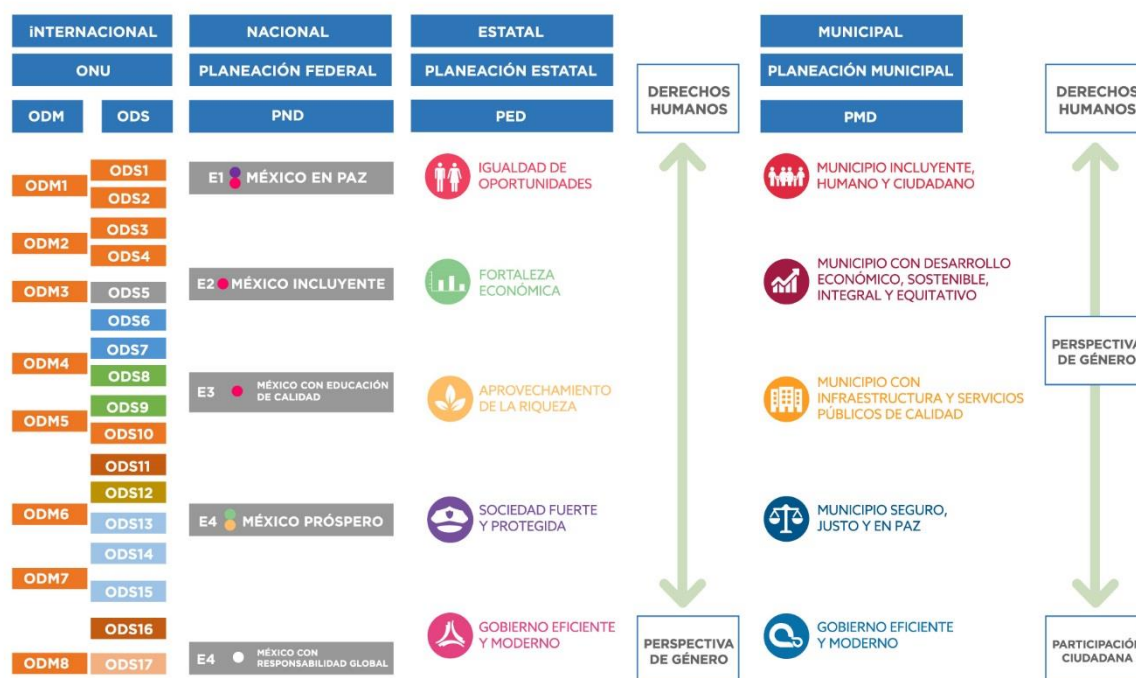 iNTERNACIONAL
NACIONAL
ESTATAL
MUNICIPAL
ONU
PLANEACIÓN FEDERAL
PLANEACIÓN ESTATAL
PLANEACIÓN MUNICIPAL
ODM
ODS
PND
PED
PMD
DERECHOS
HUMANOS
DERECHOS
HUMANOS
ODM1
ODM2
ODM3
ODM4
ODM5
ODM6
ODM7
ODM8
ODS1
ODS2
ODS3
ODS4
ODS5
ODS6
ODS7
ODS8
ODS9
ODS10
ODS11
ODS12
ODS13
ODS14
ODS15
ODS16
ODS17
E1 MÉXICO EN PAZ
E2 MÉXICO INCLUYENTE
E3 MÉXICO CON EDUCACIÓN
DE CALIDAD
E4 MÉXICO PRÓSPERO
E4 MÉXICO CON
RESPONSABILIDAD GLOBAL
IGUALDAD DE
OPORTUNIDADES
FORTALEZA
ECONÓMICA
APROVECHAMIENTO
DE LA RIQUEZA
SOCIEDAD FUERTE
Y PROTEGIDA
GOBIERNO EFICIENTE
Y MODERNO
PERSPECTIVA
DE GÉNERO
MUNICIPIO INCLUYENTE,
HUMANO Y CIUDADANO
MUNICIPIO CON DESARROLLO
ECONÓMICO, SOSTENIBLE,
INTEGRAL Y EQUITATIVO
MUNICIPIO CON
INFRAESTRUCTURA Y SERVICIOS
PÚBLICOS DE CALIDAD
MUNICIPIO SEGURO,
JUSTO Y EN PAZ
GOBIERNO EFICIENTE
Y MODERNO
PERSPECTIVA
DE GÉNERO
PARTICIPACIÓN
CIUDADANA